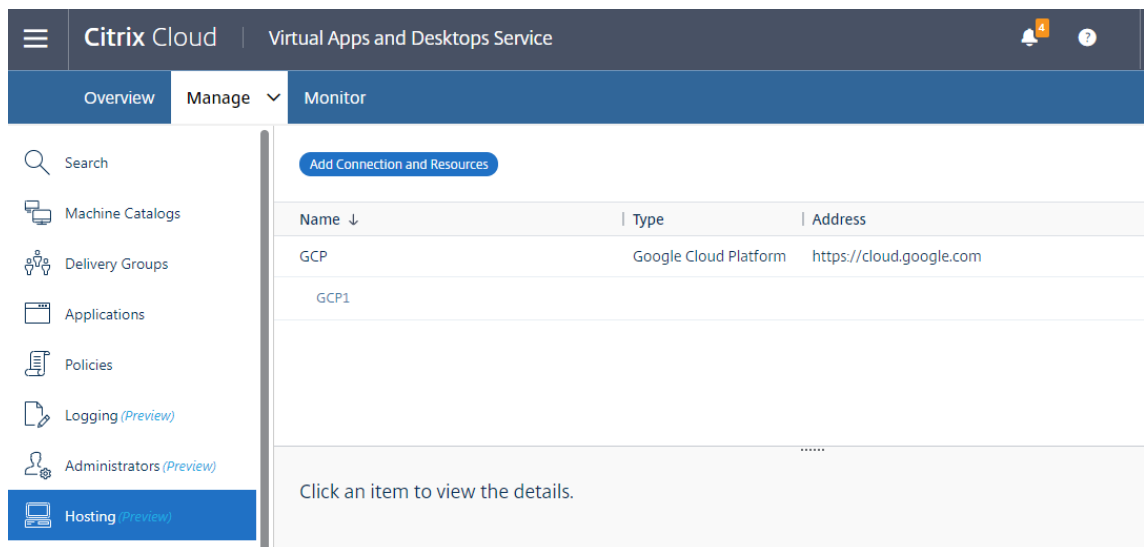 Citrix Cloud | Virtual Apps and Desktops Service 4 ?
Overview Manage Monitor
Search
Machine Catalogs
Delivery Groups
Applications
Policies
Logging (Preview)
Administrators (Preview)
Hosting (Preview)
Add Connection and Resources
Name ↓ Type Address
GCP Google Cloud Platform https://cloud.google.com
GCP1
Click an item to view the details.